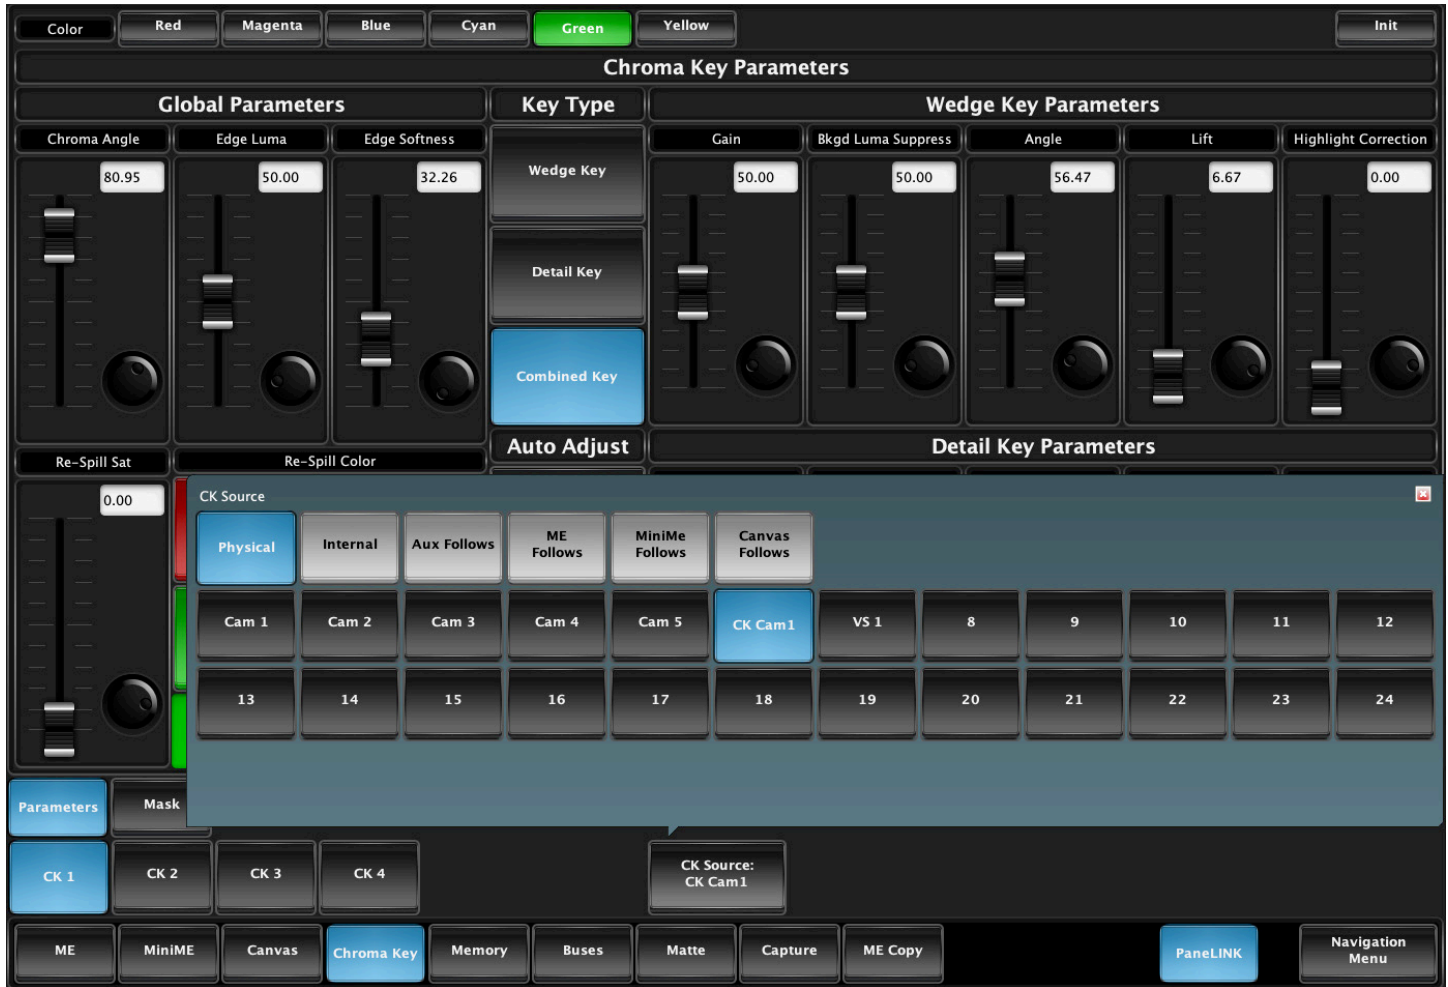 Color
Red
Magenta
Blue
Cyan
Green
Yellow
Init
Chroma Key Parameters
Global Parameters
Key Type
Wedge Key Parameters
Chroma Angle
Edge Luma
Edge Softness
Gain
Bkgd Luma Suppress
Angle
Lift
Highlight Correction
80.95
50.00
32.26
Wedge Key
50.00
50.00
56.47
6.67
0.00
Detail Key
Combined Key
Auto Adjust
Detail Key Parameters
Re-Spill Sat
Re-Spill Color
0.00
CK Source
Physical
Internal
Aux Follows
ME
Follows
MiniMe
Follows
Canvas
Follows
Cam 1
Cam 2
Cam 3
Cam 4
Cam 5
CK Cam1
VS 1
8
9
10
11
12
13
14
15
16
17
18
19
20
21
22
23
24
Parameters
Mask
CK 1
CK 2
CK 3
CK 4
CK Source:
CK Cam1
ME
MiniME
Canvas
Chroma Key
Memory
Buses
Matte
Capture
ME Copy
PaneLINK
Navigation
Menu